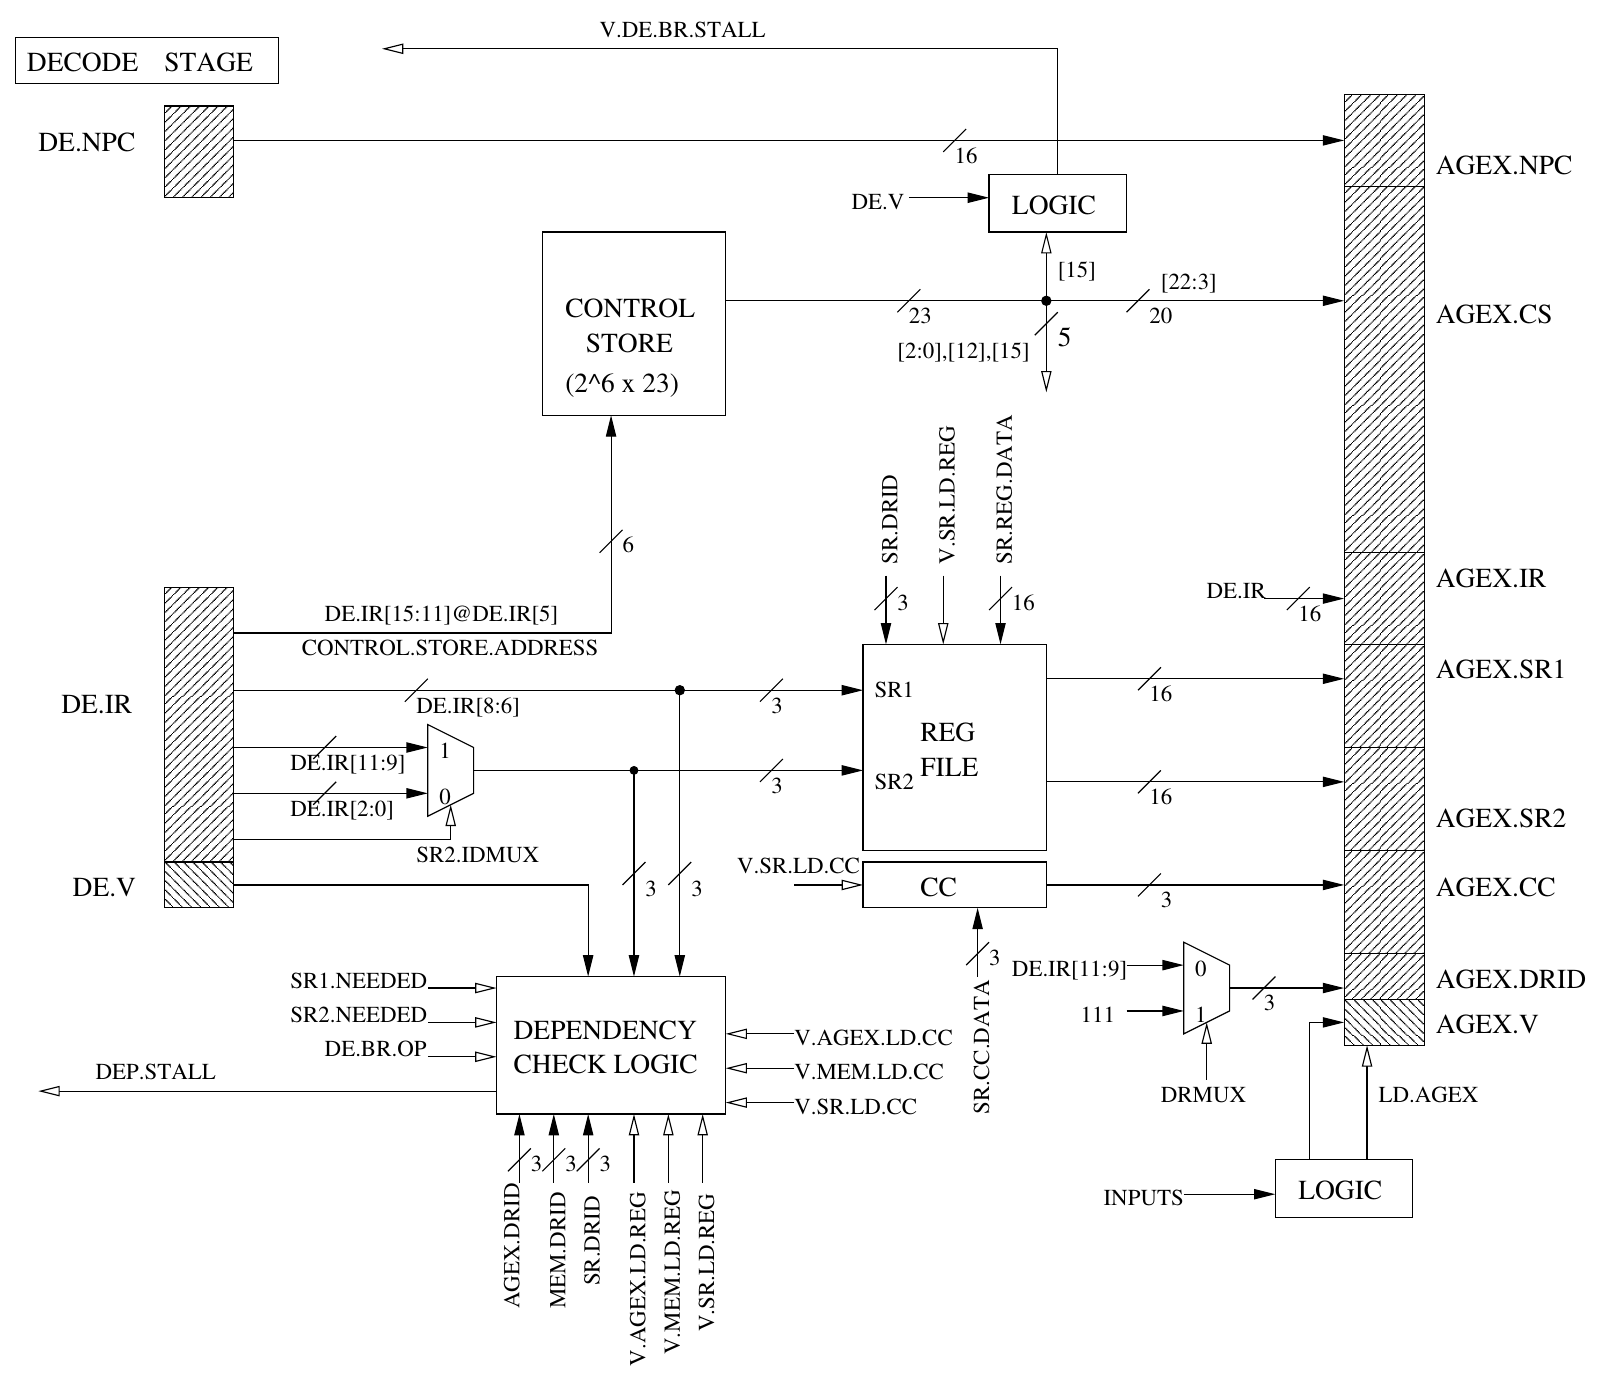 V.DE.BR.STALL
DECODE STAGE
DE.NPC
16
AGEX.NPC
DE.V
LOGIC
[15]
[22:3]
CONTROL
STORE
(2^6 x 23)
23
20
AGEX.CS
[2:0],[12],[15]
5
SR.DRID
V.SR.LD.REG
SR.REG.DATA
6
3
16
DE.IR
16
AGEX.IR
DE.IR[15:11]@DE.IR[5]
CONTROL.STORE.ADDRESS
DE.IR
DE.IR[8:6]
3
SR1
16
AGEX.SR1
REG
FILE
DE.IR[11:9]
1
DE.IR[2:0]
0
3
SR2
16
AGEX.SR2
SR2.IDMUX
DE.V
3
3
V.SR.LD.CC
CC
3
AGEX.CC
3
SR.CC.DATA
DE.IR[11:9]
0
111
1
3
AGEX.DRID
AGEX.V
DRMUX
LD.AGEX
SR1.NEEDED
SR2.NEEDED
DE.BR.OP
DEPENDENCY
CHECK LOGIC
V.AGEX.LD.CC
V.MEM.LD.CC
V.SR.LD.CC
DEP.STALL
3
3
3
AGEX.DRID
MEM.DRID
SR.DRID
V.AGEX.LD.REG
V.MEM.LD.REG
V.SR.LD.REG
INPUTS
LOGIC